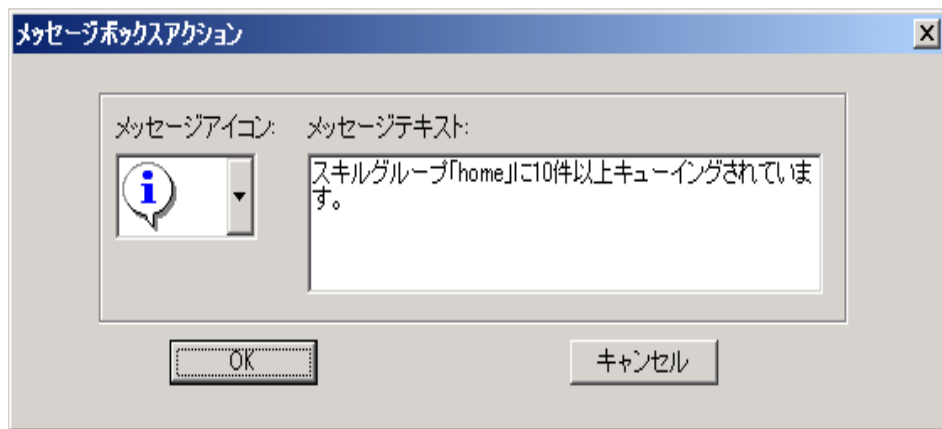 メッセージボックスアクション
メッセージアイコン:
メッセージテキスト:
スキルグループ「home」に10件以上キューイングされていま
す。
OK
キャンセル